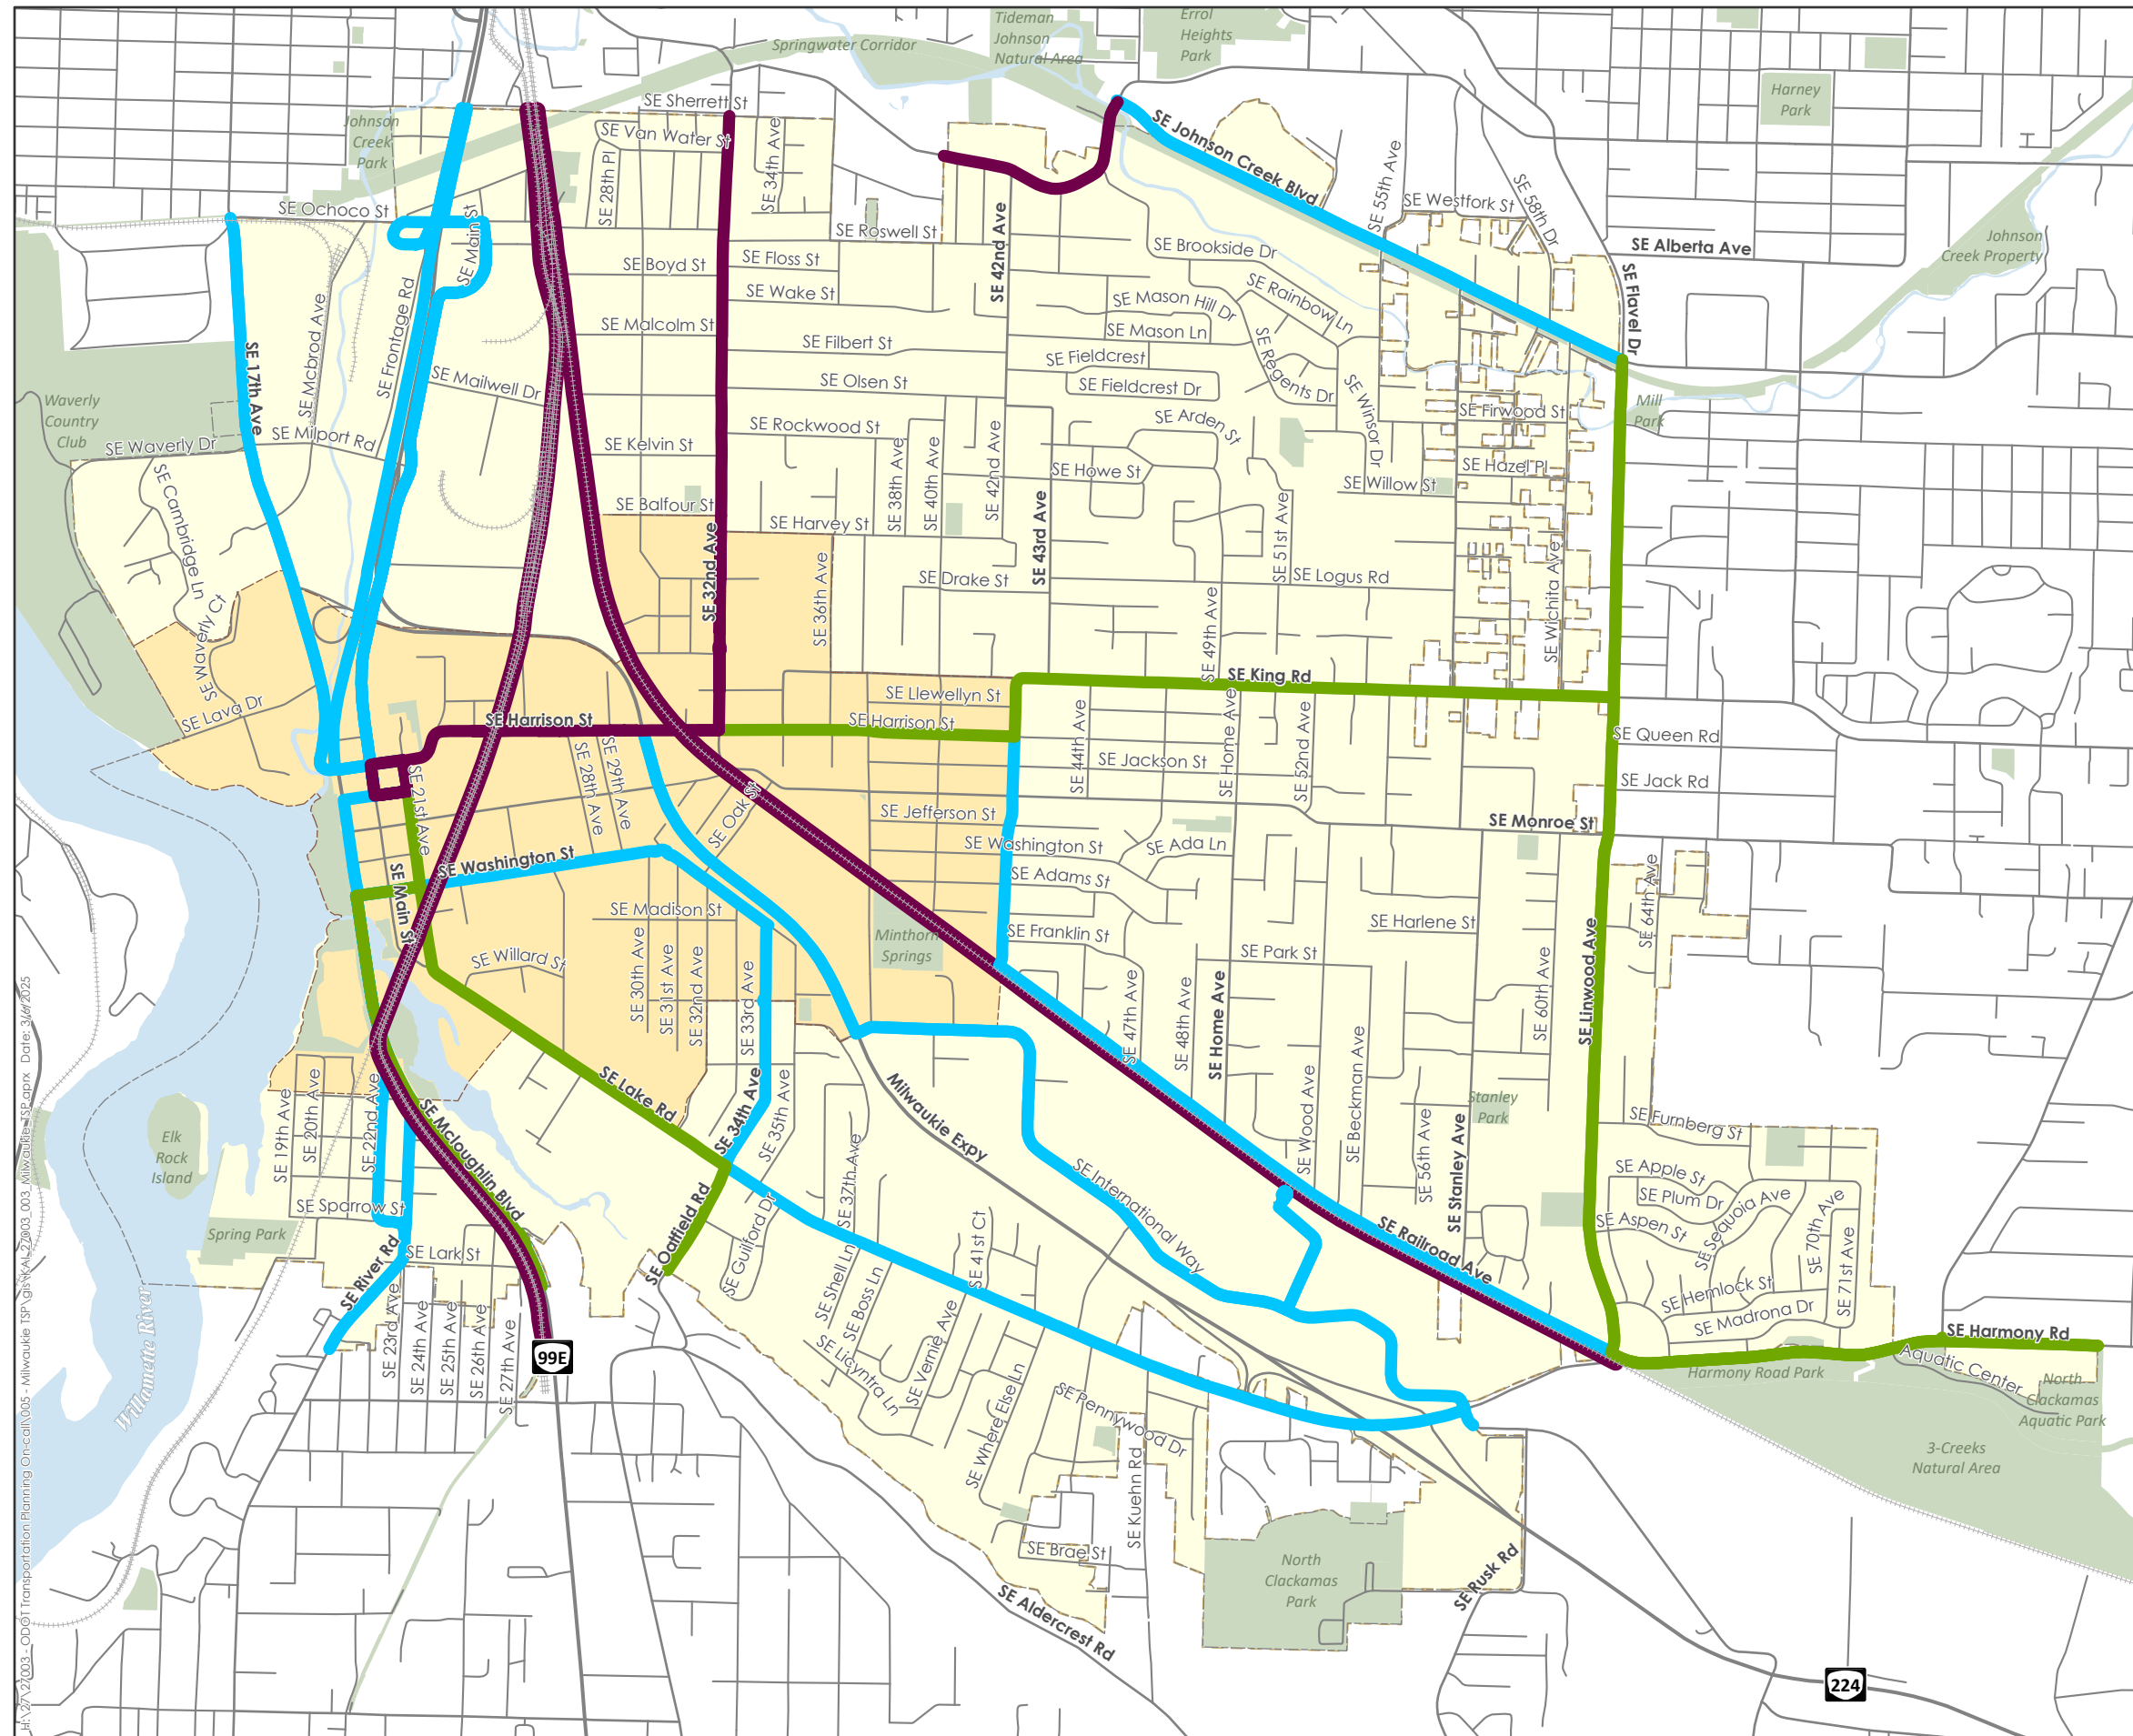 Springwater Corridor
Tideman
Johnson
Natural Area
Errol
Heights
Park
Harney
Park
Johnson
Creek
Park
SE Sherrett St
SE Van Water St
SE 34th Ave
SE 28th Pl
SE Johnson Creek Blvd
SE 55th Ave
SE Westfork St
SE 58th Dr
SE Alberta Ave
Johnson
Creek Property
SE Ochoco St
SE Main St
SE Roswell St
SE 42nd Ave
SE Brookside Dr
SE Boyd St
SE Floss St
SE Wake St
SE Mason Hill Dr
SE Rainbow Ln
SE Flavel Dr
SE Malcolm St
SE Filbert St
SE Mason Ln
SE Fieldcrest
SE Regents Dr
SE 17th Ave
SE Mcbrod Ave
SE Frontage Rd
SE Mailwell Dr
SE Olsen St
SE Fieldcrest Dr
SE Winsor Dr
SE Firwood St
Mill
Park
Waverly
Country
Club
SE Waverly Dr
SE Milport Rd
SE Kelvin St
SE Rockwood St
SE 38th Ave
SE 40th Ave
SE 42nd Ave
SE Arden St
SE Howe St
SE Hazel Pl
SE Willow St
SE Cambridge Ln
SE Balfour St
SE Harvey St
SE 32nd Ave
SE 36th Ave
SE 43rd Ave
SE 51st Ave
SE Drake St
SE Logus Rd
SE Wichita Ave
SE 49th Ave
SE Waverly Ct
SE Lava Dr
SE King Rd
SE Llewellyn St
SE Harrison St
SE Harrison St
SE Queen Rd
SE 28th Ave
SE 29th Ave
SE 44th Ave
SE Jackson St
SE Home Ave
SE 52nd Ave
SE Jack Rd
SE 21st Ave
SE Oak St
SE Jefferson St
SE Monroe St
SE Washington St
SE Washington St
SE Ada Ln
SE Main St
SE Adams St
SE 64th Ave
SE Madison St
SE Harlene St
SE Franklin St
SE Park St
Minthorn
Springs
SE Willard St
SE 30th Ave
SE 31st Ave
SE 32nd Ave
SE 33rd Ave
SE 47th Ave
SE 48th Ave
SE Home Ave
SE 60th Ave
SE Linwood Ave
SE Lake Rd
SE 34th Ave
SE 35th Ave
Milwaukie Expy
SE Wood Ave
SE Beckman Ave
SE 56th Ave
SE Stanley Ave
Stanley
Park
SE Furnberg St
SE 19th Ave
SE 20th Ave
SE 22nd Ave
SE Mcloughlin Blvd
Elk
Rock
Island
SE 37th Ave
SE International Way
SE Apple St
SE Plum Dr
SE Sequoia Ave
SE 70th Ave
SE 71st Ave
SE Aspen St
SE Sparrow St
Spring Park
SE Lark St
SE River Rd
SE Oatfield Rd
SE Guilford Dr
SE 41st Ct
SE Railroad Ave
SE Hemlock St
SE Madrona Dr
SE Shell Ln
SE Boss Ln
SE Harmony Rd
Harmony Road Park
Aquatic Center
North
Clackamas
Aquatic Park
Willamette River
SE 23rd Ave
SE 24th Ave
SE 25th Ave
SE 26th Ave
SE 27th Ave
99E
SE Licyntra Ln
SE Vernie Ave
SE Where Else Ln
SE Pennywood Dr
SE Kuehn Rd
3-Creeks
Natural Area
SE Brae St
North
Clackamas
Park
SE Rusk Rd
SE Aldercrest Rd
224
H:\27\27003 - ODOT Transportation Planning On-call\005 - Milwaukie TSP\gis\KAI_27003_003_Milwaukie_TSP.aprx Date: 3/6/2025